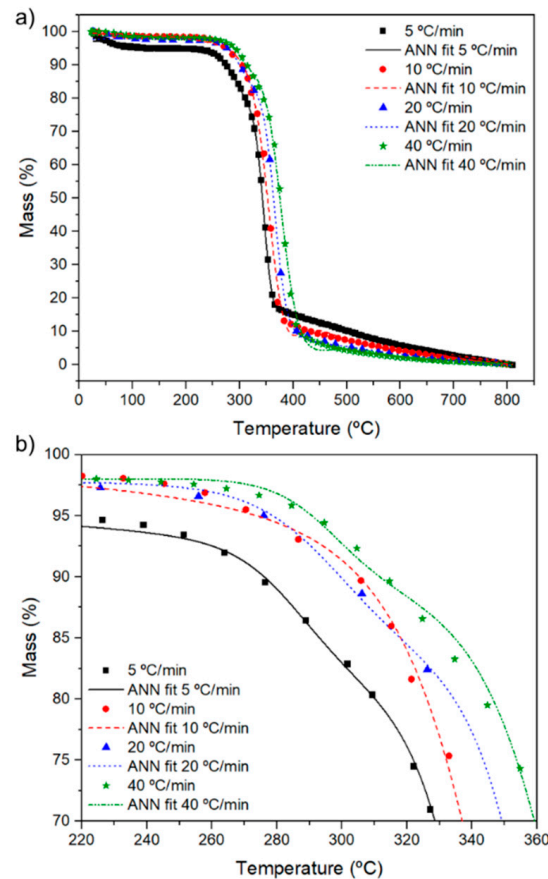 a)
100
90
80
70
60
50
40
30
20
10
0
Mass (%)
5 ºC/min
ANN fit 5 ºC/min
10 ºC/min
ANN fit 10 ºC/min
20 ºC/min
ANN fit 20 ºC/min
40 ºC/min
ANN fit 40 ºC/min
0 100 200 300 400 500 600 700 800
Temperature (ºC)
b)
100
95
90
85
80
75
70
Mass (%)
5 ºC/min
ANN fit 5 ºC/min
10 ºC/min
ANN fit 10 ºC/min
20 ºC/min
ANN fit 20 ºC/min
40 ºC/min
ANN fit 40 ºC/min
220 240 260 280 300 320 340 360
Temperature (ºC)